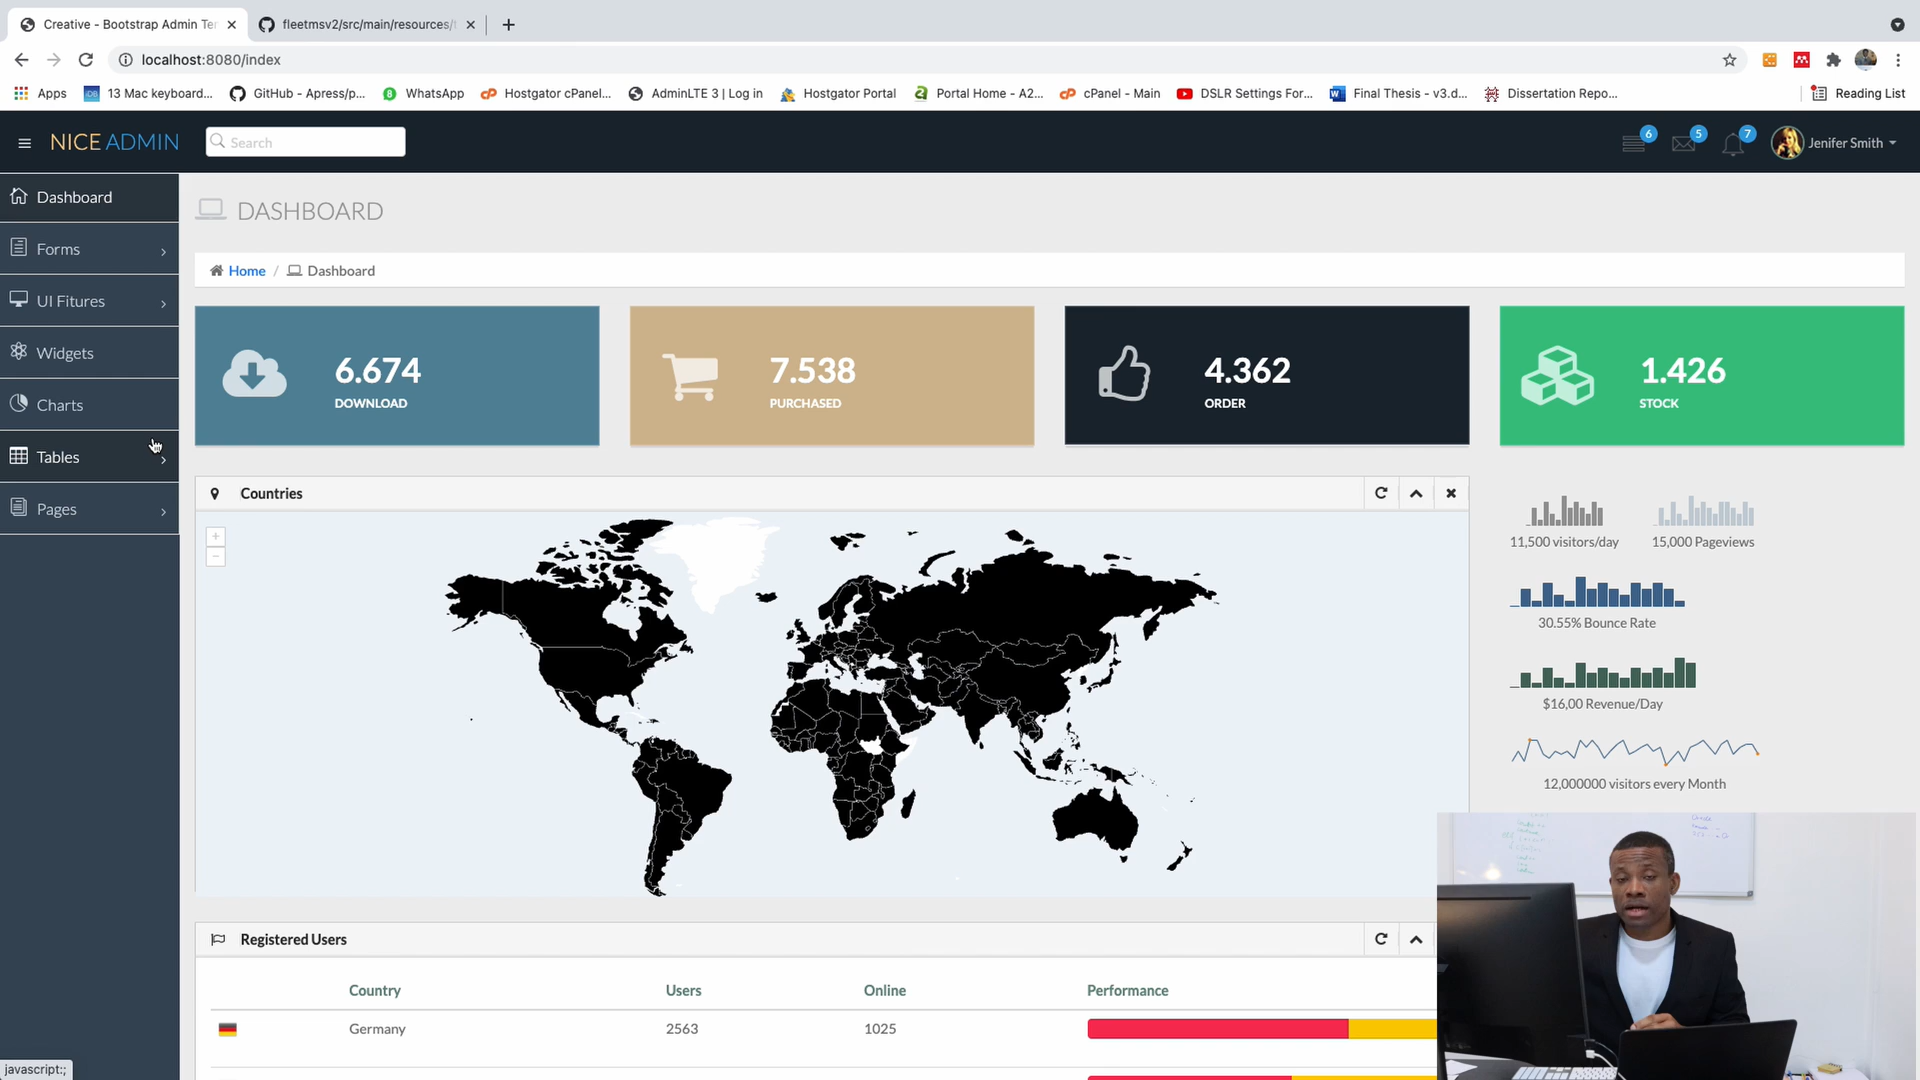 Creative - Bootstrap Admin Te
fleetmsv2/src/main/resources/
localhost:8080/index
Apps
13 Mac keyboard...
GitHub - Apress/p...
WhatsApp
Hostgator cPanel...
AdminLTE 3 | Log in
Hostgator Portal
Portal Home - A2...
cPanel - Main
DSLR Settings For...
Final Thesis - v3.d...
Dissertation Repo...
Reading List
NICE ADMIN
Search
6
5
7
Jenifer Smith
Dashboard
Forms
UI Fitures
Widgets
Charts
Tables
Pages
DASHBOARD
Home / Dashboard
6.674
DOWNLOAD
7.538
PURCHASED
4.362
ORDER
1.426
STOCK
Countries
+
-
11,500 visitors/day
15,000 Pageviews
30.55% Bounce Rate
$16,00 Revenue/Day
12,000000 visitors every Month
Registered Users
Country Users Online Performance
Germany 2563 1025
javascript:;